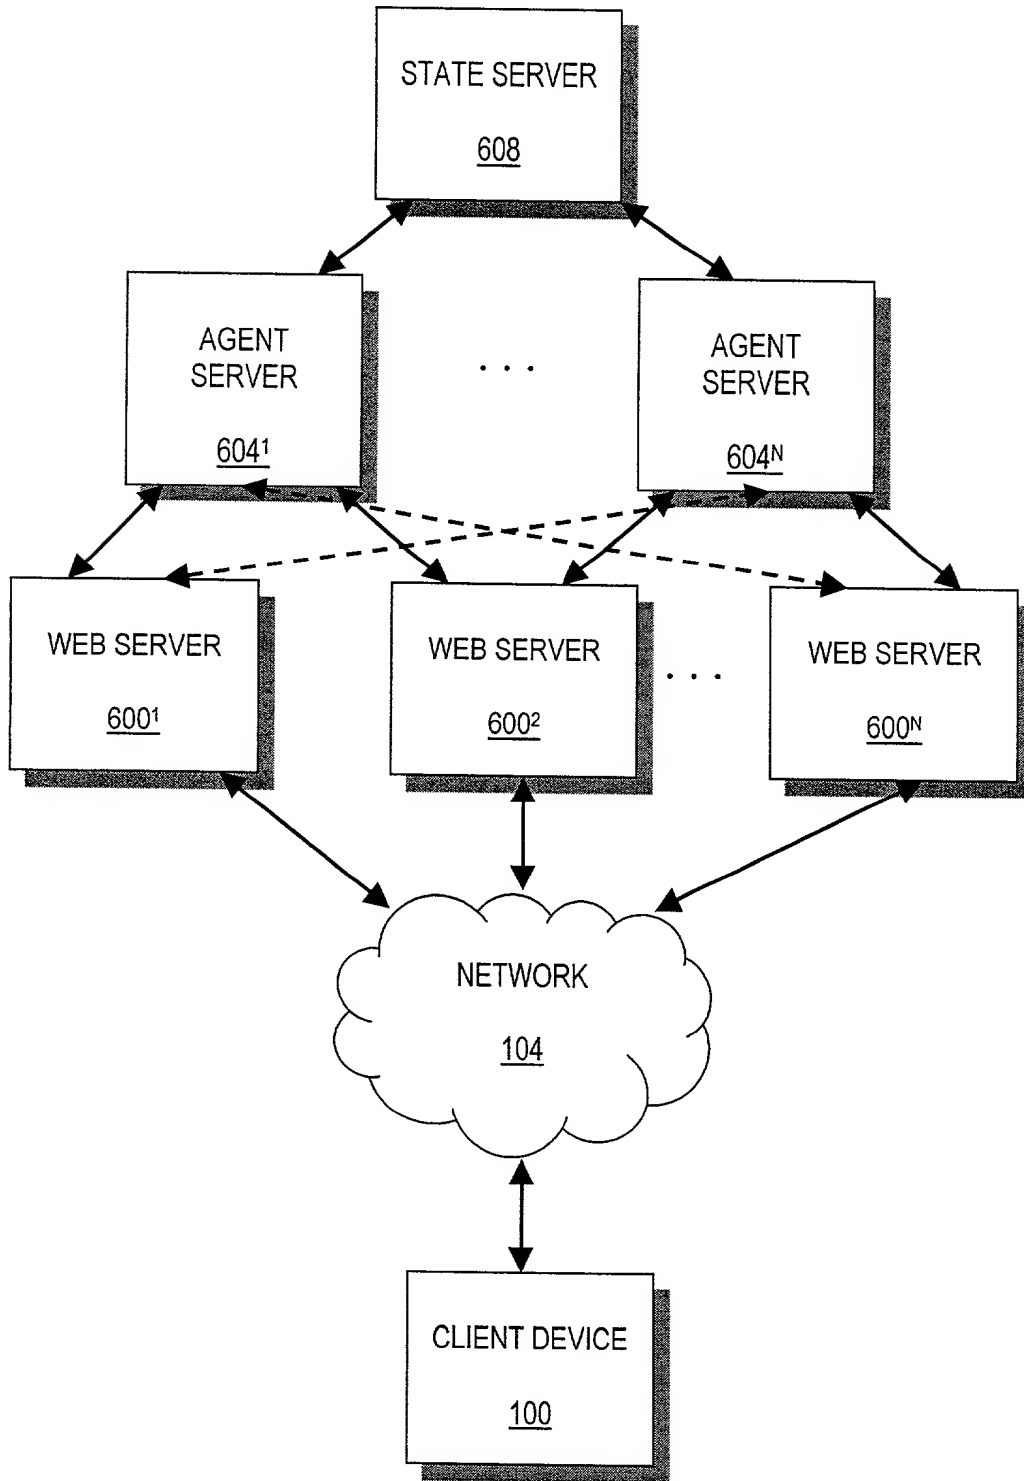 STATE SERVER
608
AGENT
SERVER
604¹
. . .
AGENT
SERVER
604ᴺ
WEB SERVER
600¹
WEB SERVER
600²
. . .
WEB SERVER
600ᴺ
NETWORK
104
CLIENT DEVICE
100